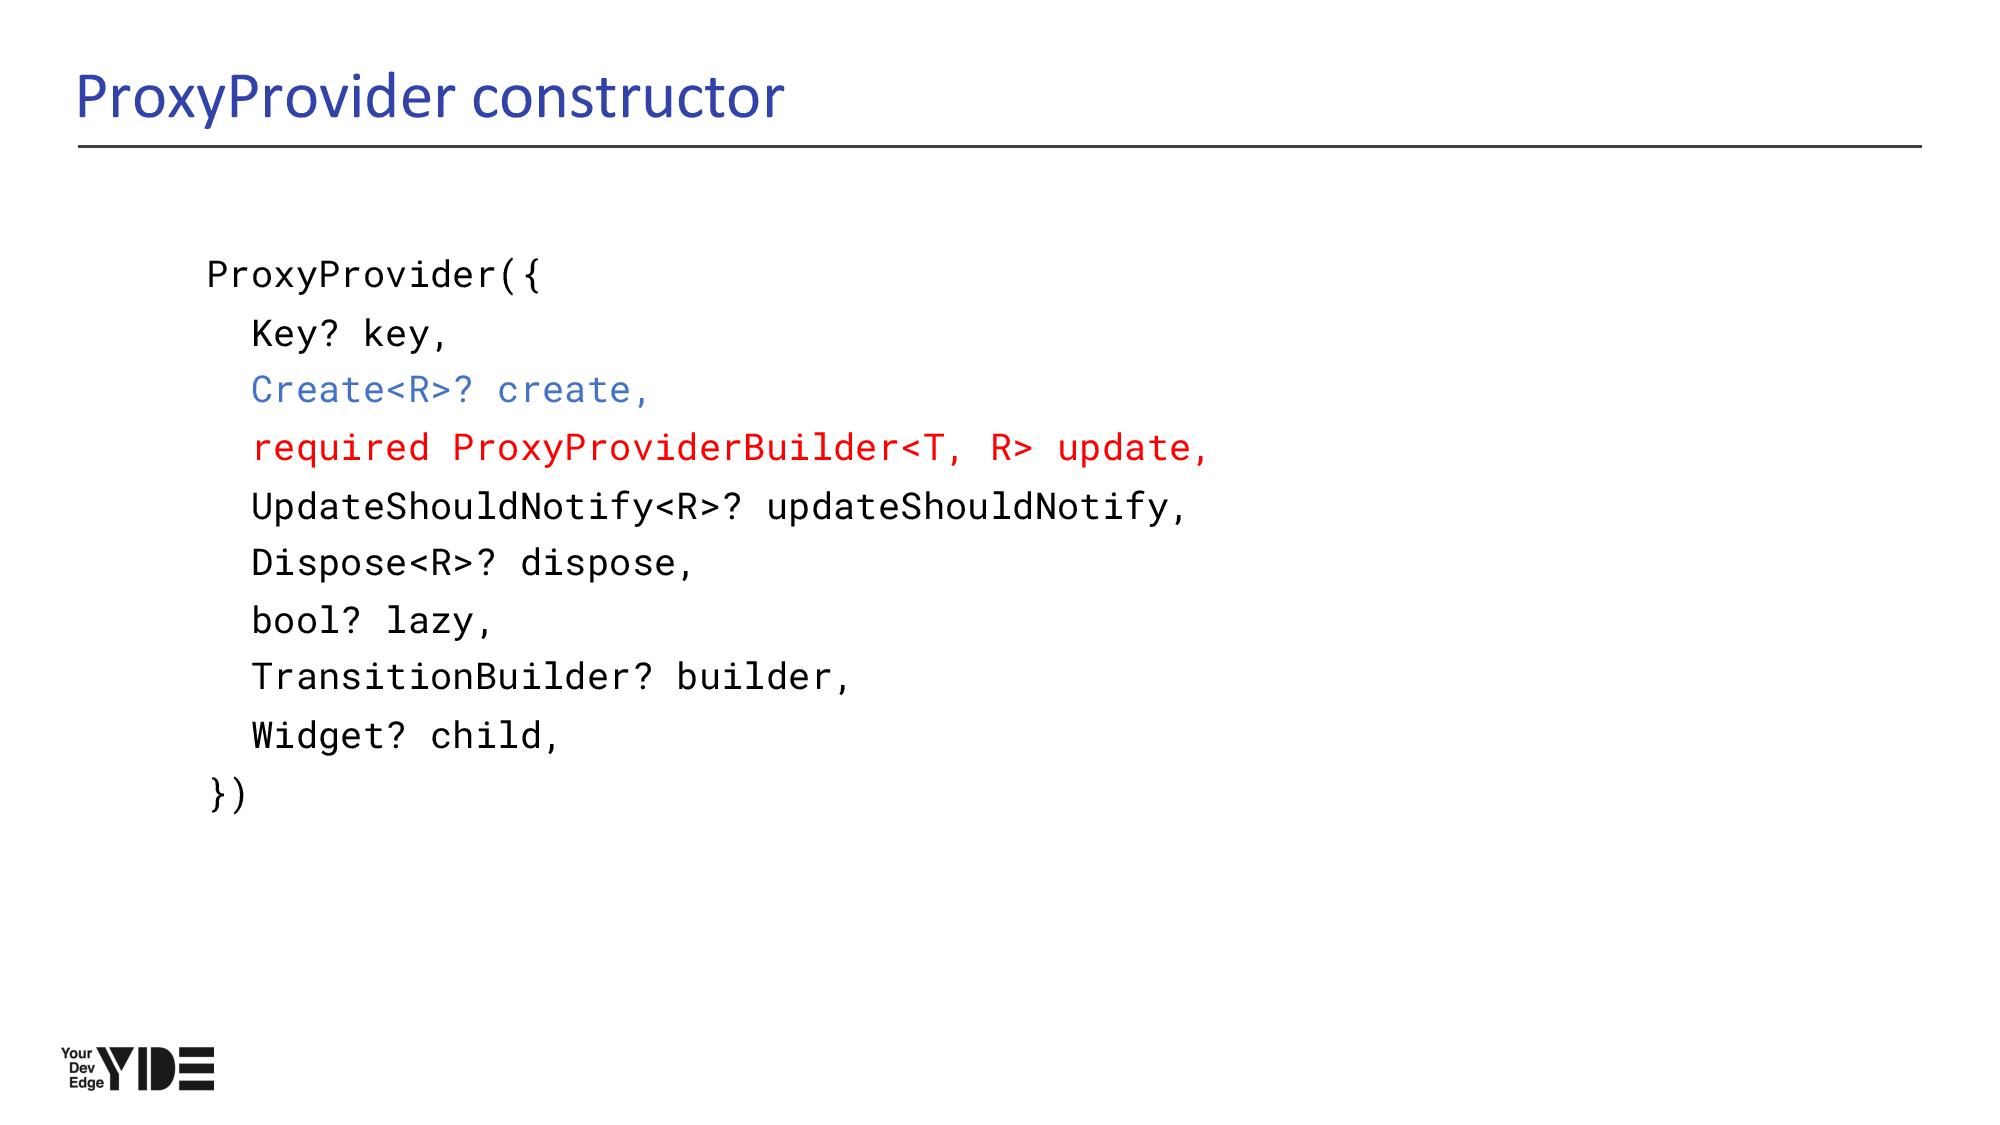 ProxyProvider constructor
ProxyProvider({
  Key? key,
  Create<R>? create,
  required ProxyProviderBuilder<T, R> update,
  UpdateShouldNotify<R>? updateShouldNotify,
  Dispose<R>? dispose,
  bool? lazy,
  TransitionBuilder? builder,
  Widget? child,
})
Your
Dev
Edge YDE